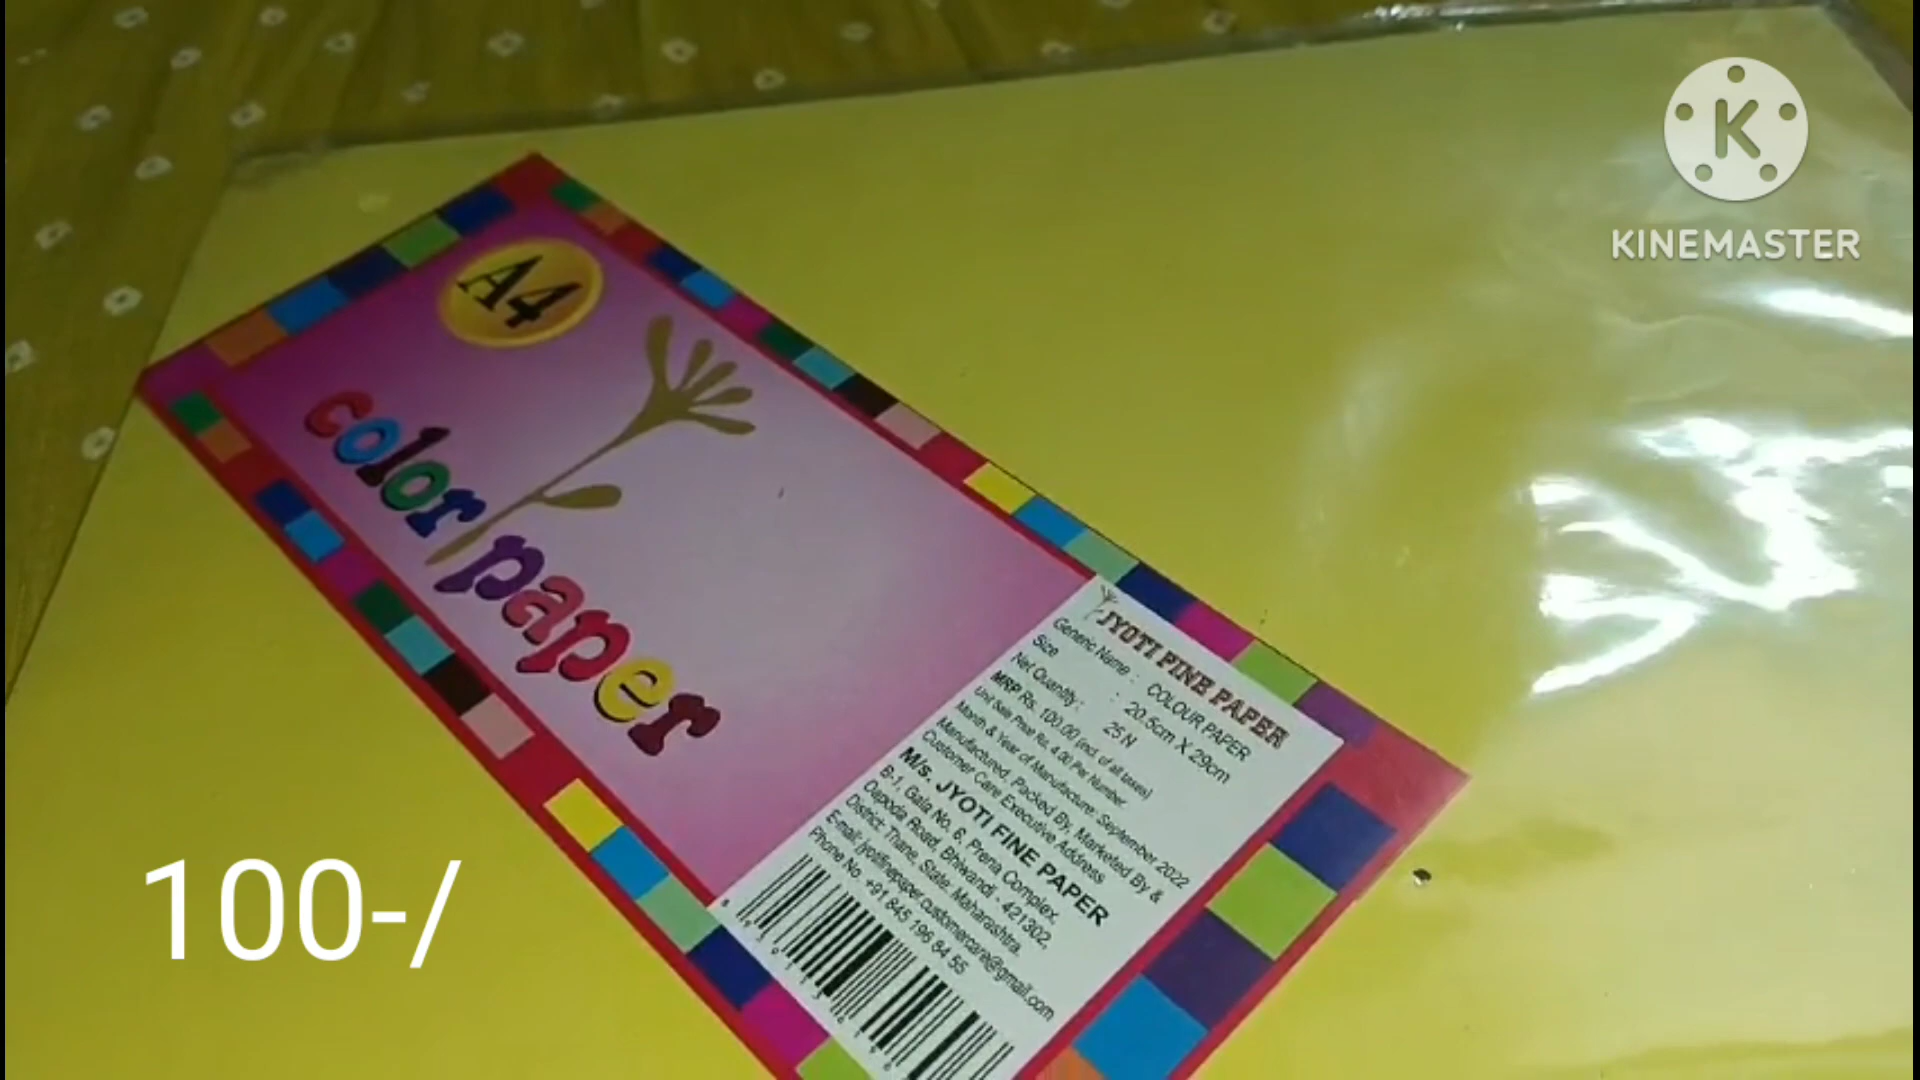 K
KINEMASTER
A4
color paper
JYOTI PINE PAPER
Generic Name : COLOUR PAPER
Size : 20.5cm X 29cm
Net Quantity : 25 N
MRP Rs. 100.00 (incl. of all taxes)
Unit Sale Price Rs. 4.00 Per Number
Month & Year of Manufacture: September 2022
Manufactured, Packed By, Marketed By &
Customer Care Executive Address
M/s. JYOTI FINE PAPER
B-1, Gala No. 6, Prerna Complex,
Dapoda Road, Bhiwandi - 421302,
District: Thane, State: Maharashtra.
E-mail: jyotifinepaper.customercare@gmail.com
Phone No. +91 845 196 84 55
100-/